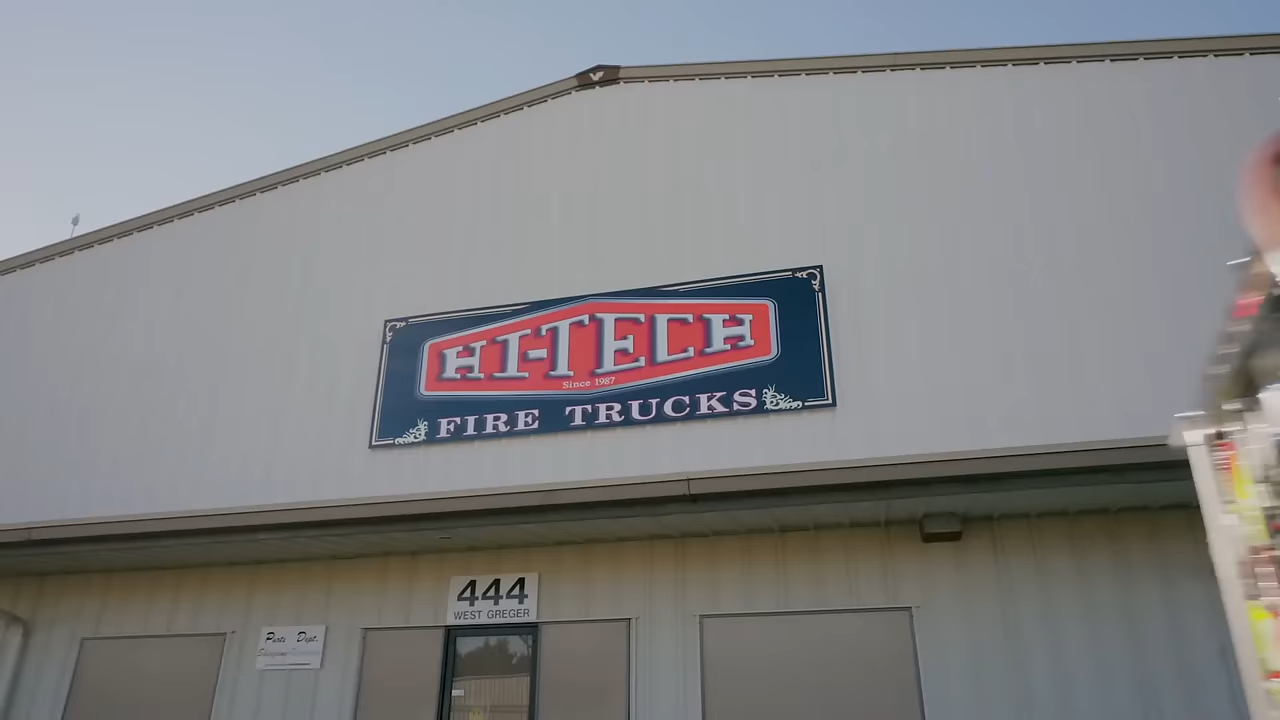 HI-TECH
Since 1987
FIRE TRUCKS
444
WEST GREGER
Parts Dept.